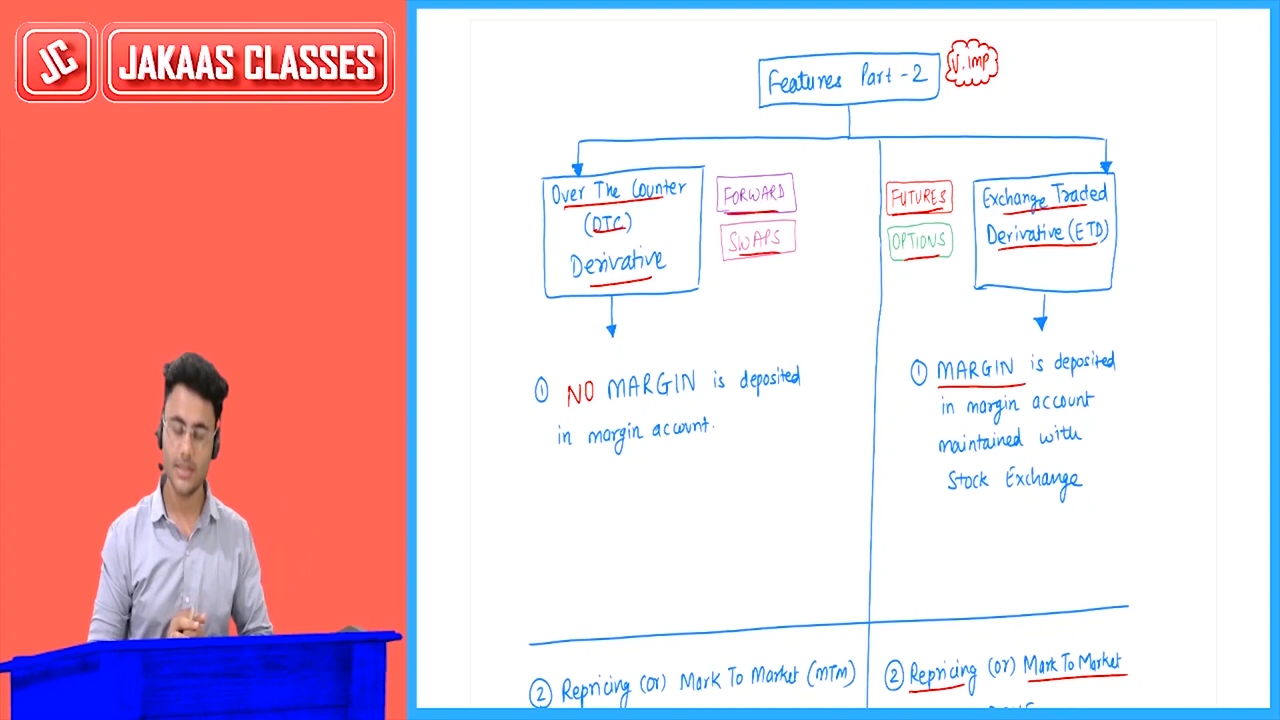 JC
JAKAAS CLASSES
Features Part - 2
V. Imp
Over The Counter
(OTC)
Derivative
FORWARD
SWAPS
① NO MARGIN is deposited
in margin account.
② Repricing (or) Mark To Market (MTM)
FUTURES
OPTIONS
Exchange Traded
Derivative (ETD)
① MARGIN is deposited
in margin account
maintained with
Stock Exchange
② Repricing (or) Mark To Market